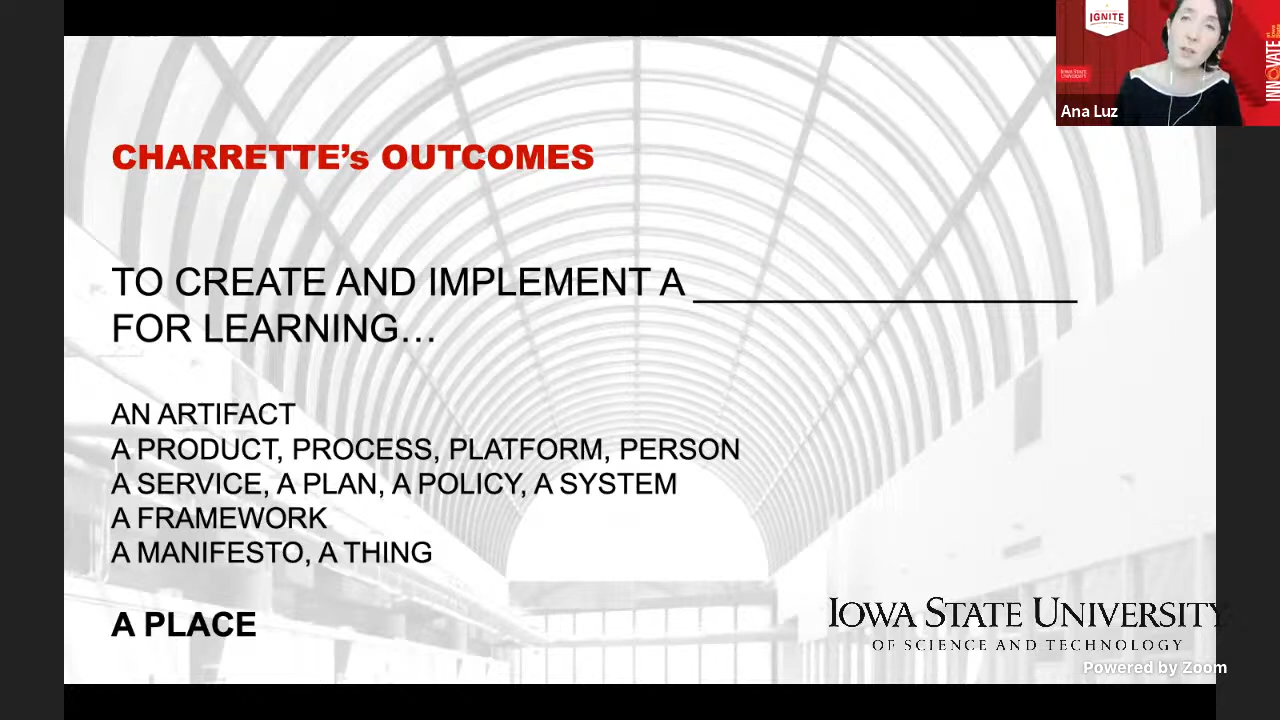 IGNITE
IOWA STATE UNIVERSITY
INNOVATE
Ana Luz
CHARRETTE's OUTCOMES
TO CREATE AND IMPLEMENT A ____________________
FOR LEARNING…
AN ARTIFACT
A PRODUCT, PROCESS, PLATFORM, PERSON
A SERVICE, A PLAN, A POLICY, A SYSTEM
A FRAMEWORK
A MANIFESTO, A THING
A PLACE
IOWA STATE UNIVERSITY
OF SCIENCE AND TECHNOLOGY
Powered by Zoom